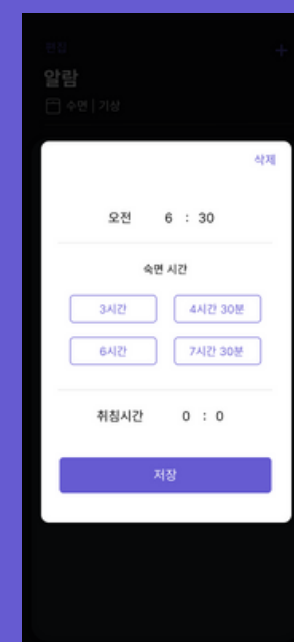 편집 +
알람
수면 | 기상
삭제
오전 6 : 30
숙면 시간
3시간 4시간 30분
6시간 7시간 30분
취침시간 0 : 0
저장